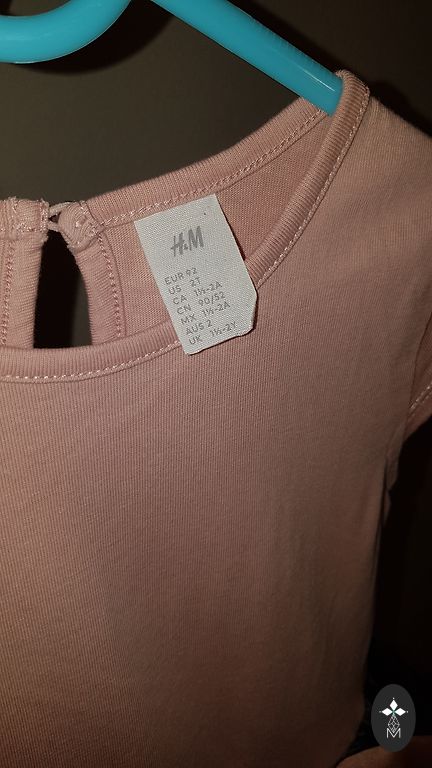 H&M
EUR 92
US 2T
CA 1½-2A
CN 90/52
MX 1½-2A
AUS 2
UK 1½-2Y
M